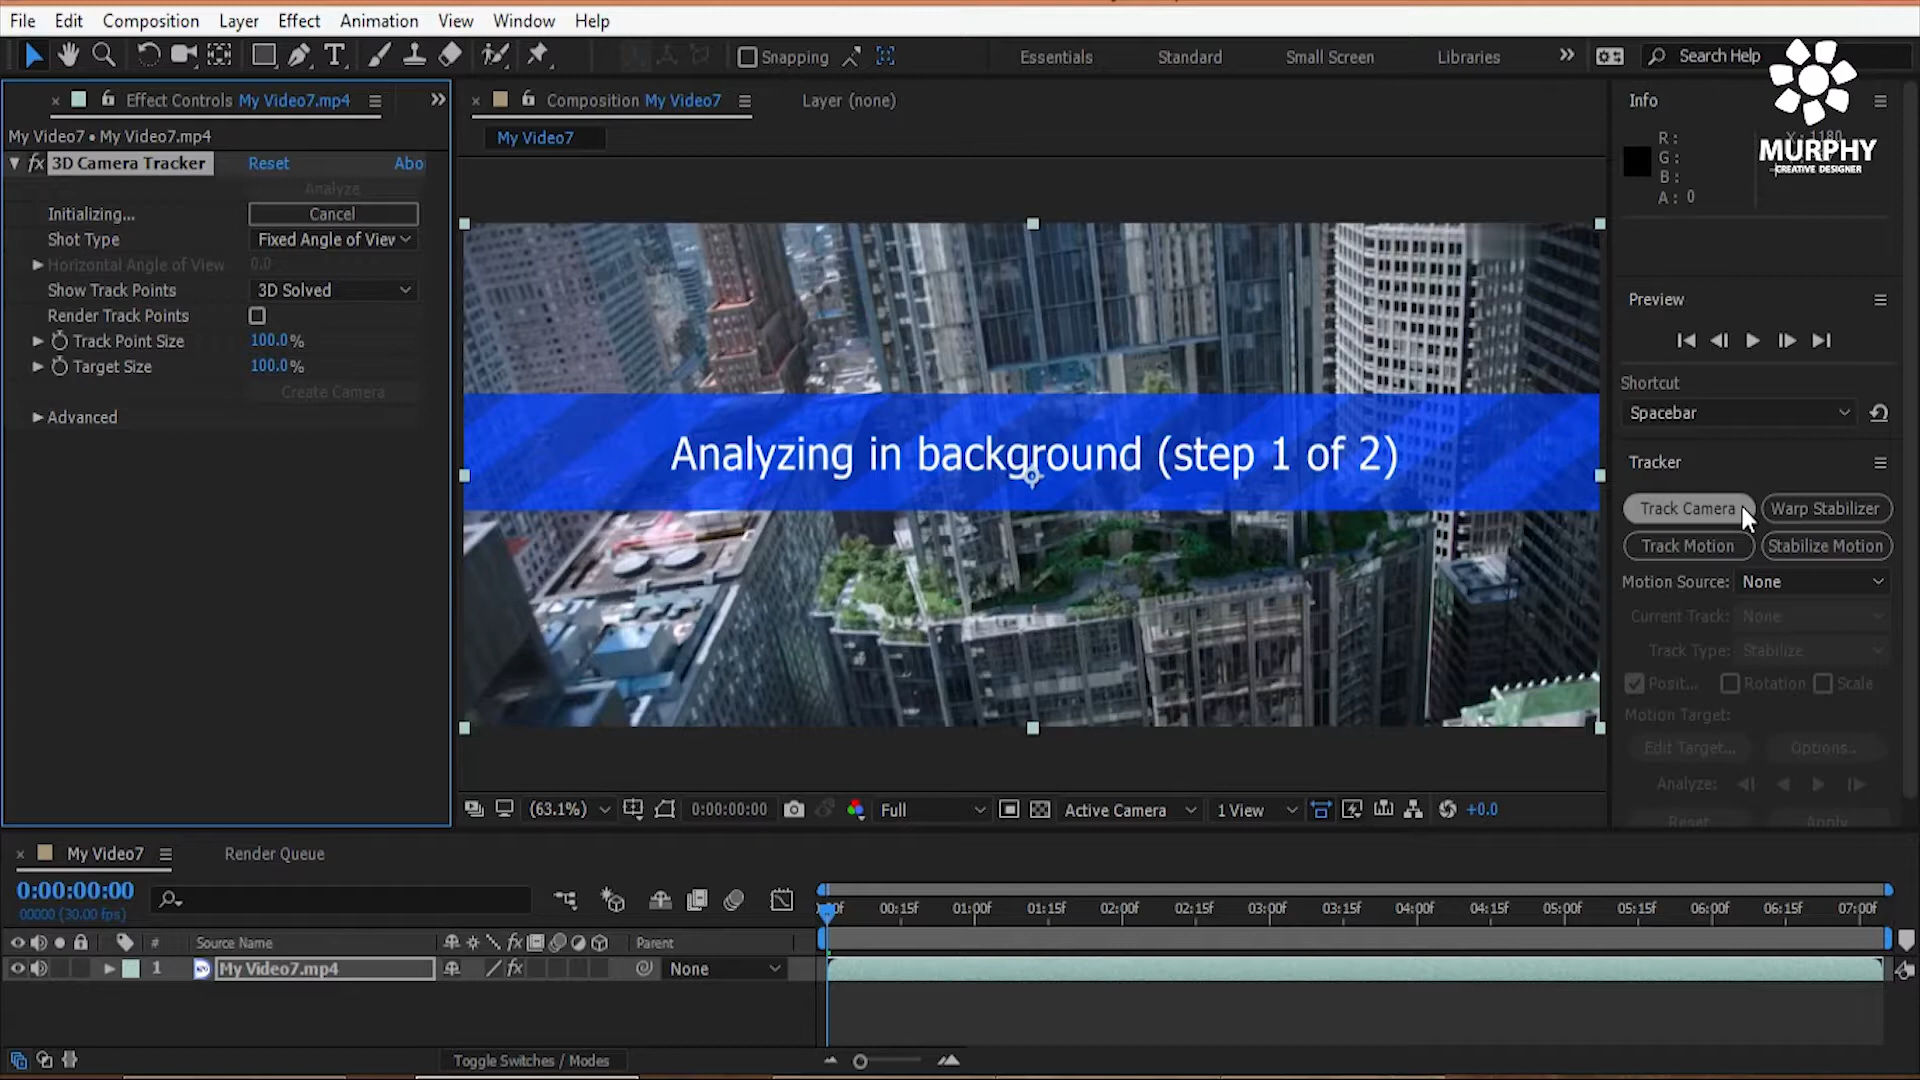 File Edit Composition Layer Effect Animation View Window Help
Snapping
Essentials Standard Small Screen Libraries
Search Help
Effect Controls My Video7.mp4
My Video7 • My Video7.mp4
fx 3D Camera Tracker Reset Abo
Analyze
Initializing... Cancel
Shot Type Fixed Angle of View
Horizontal Angle of View 0.0
Show Track Points 3D Solved
Render Track Points
Track Point Size 100.0%
Target Size 100.0%
Create Camera
Advanced
Composition My Video7
Layer (none)
My Video7
Analyzing in background (step 1 of 2)
(63.1%) 0:00:00:00 Full Active Camera 1 View +0.0
Info
R :
G :
B :
A : 0
X : 1180
MURPHY
CREATIVE DESIGNER
Preview
Shortcut
Spacebar
Tracker
Track Camera Warp Stabilizer
Track Motion Stabilize Motion
Motion Source: None
Current Track: None
Track Type: Stabilize
Posit... Rotation Scale
Motion Target:
Edit Target... Options...
Analyze:
Reset Apply
My Video7 Render Queue
0:00:00:00
00000 (30.00 fps)
00:15f 01:00f 01:15f 02:00f 02:15f 03:00f 03:15f 04:00f 04:15f 05:00f 05:15f 06:00f 06:15f 07:00f
# Source Name fx Parent
1 My Video7.mp4 fx None
Toggle Switches / Modes